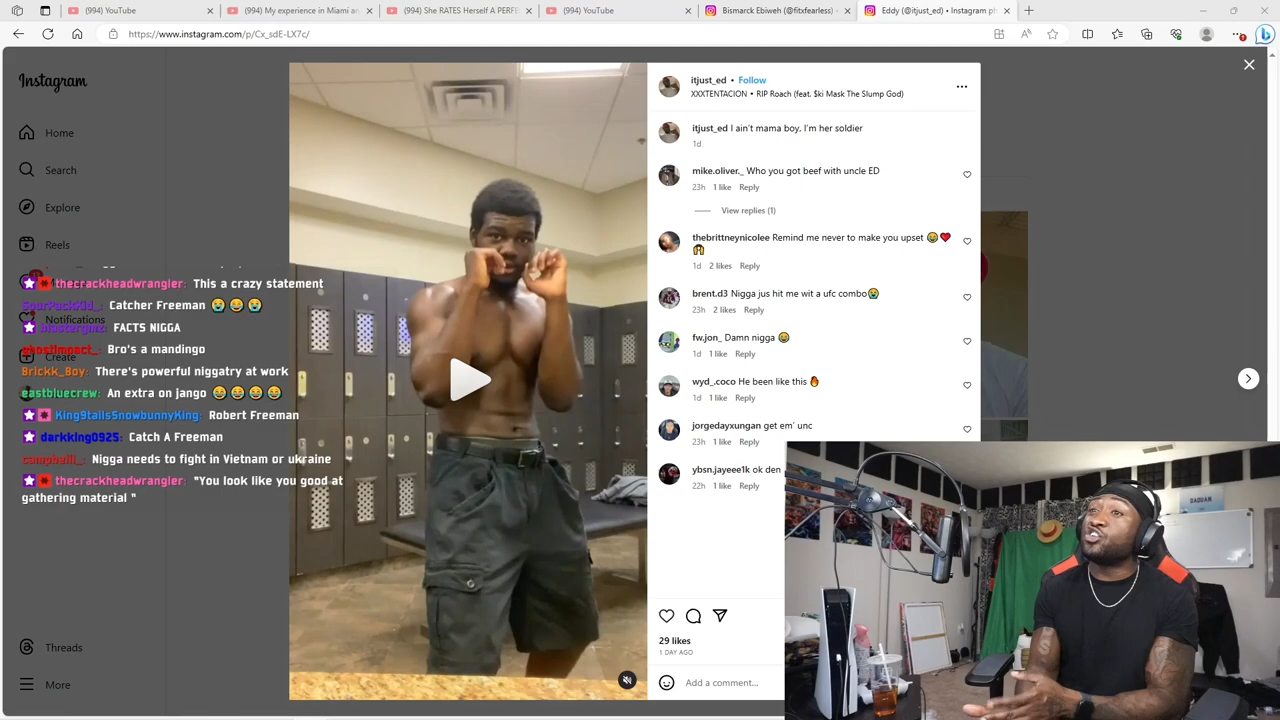 (994) YouTube
(994) My experience in Miami an
(994) She RATES Herself A PERFE
(994) YouTube
Bismarck Ebiweh (@fitxfearless) •
Eddy (@itjust_ed) • Instagram ph
https://www.instagram.com/p/Cx_sdE-LX7c/
Instagram
Home
Search
Explore
Reels
Notifications
Create
Threads
More
thecrackheadwrangler: This a crazy statement
SgurPackKid_: Catcher Freeman 😭 😂 😭
FACTS NIGGA
ghostimpact_: Bro's a mandingo
Brickk_Boy: There's powerful niggatry at work
eastbluecrew: An extra on jango 😂 😂 😂 😂
King9tailsSnowbunnyKing: Robert Freeman
darkking0925: Catch A Freeman
campbelll_: Nigga needs to fight in Vietnam or ukraine
thecrackheadwrangler: "You look like you good at
gathering material "
itjust_ed • Follow
XXXTENTACION • RIP Roach (feat. $ki Mask The Slump God)
itjust_ed I ain't mama boy, I'm her soldier
1d
mike.oliver._ Who you got beef with uncle ED
23h 1 like Reply
View replies (1)
thebrittneynicolee Remind me never to make you upset 😂❤️
1d 2 likes Reply
brent.d3 Nigga jus hit me wit a ufc combo😭
23h 2 likes Reply
fw.jon_ Damn nigga 😂
1d 1 like Reply
wyd_.coco He been like this 🔥
1d 1 like Reply
jorgedayxungan get em' unc
23h 1 like Reply
ybsn.jayeee1k ok den
22h 1 like Reply
29 likes
1 DAY AGO
Add a comment...
DAQUAN